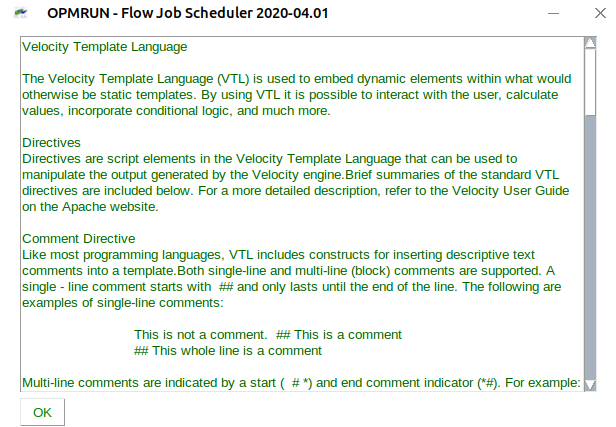 OPMRUN - Flow Job Scheduler 2020-04.01
Velocity Template Language
The Velocity Template Language (VTL) is used to embed dynamic elements within what would
otherwise be static templates. By using VTL it is possible to interact with the user, calculate
values, incorporate conditional logic, and much more.
Directives
Directives are script elements in the Velocity Template Language that can be used to
manipulate the output generated by the Velocity engine.Brief summaries of the standard VTL
directives are included below. For a more detailed description, refer to the Velocity User Guide
on the Apache website.
Comment Directive
Like most programming languages, VTL includes constructs for inserting descriptive text
comments into a template.Both single-line and multi-line (block) comments are supported. A
single - line comment starts with  ## and only lasts until the end of the line. The following are
examples of single-line comments:
This is not a comment.  ## This is a comment
## This whole line is a comment
Multi-line comments are indicated by a start (  # *) and end comment indicator (*#). For example:
OK